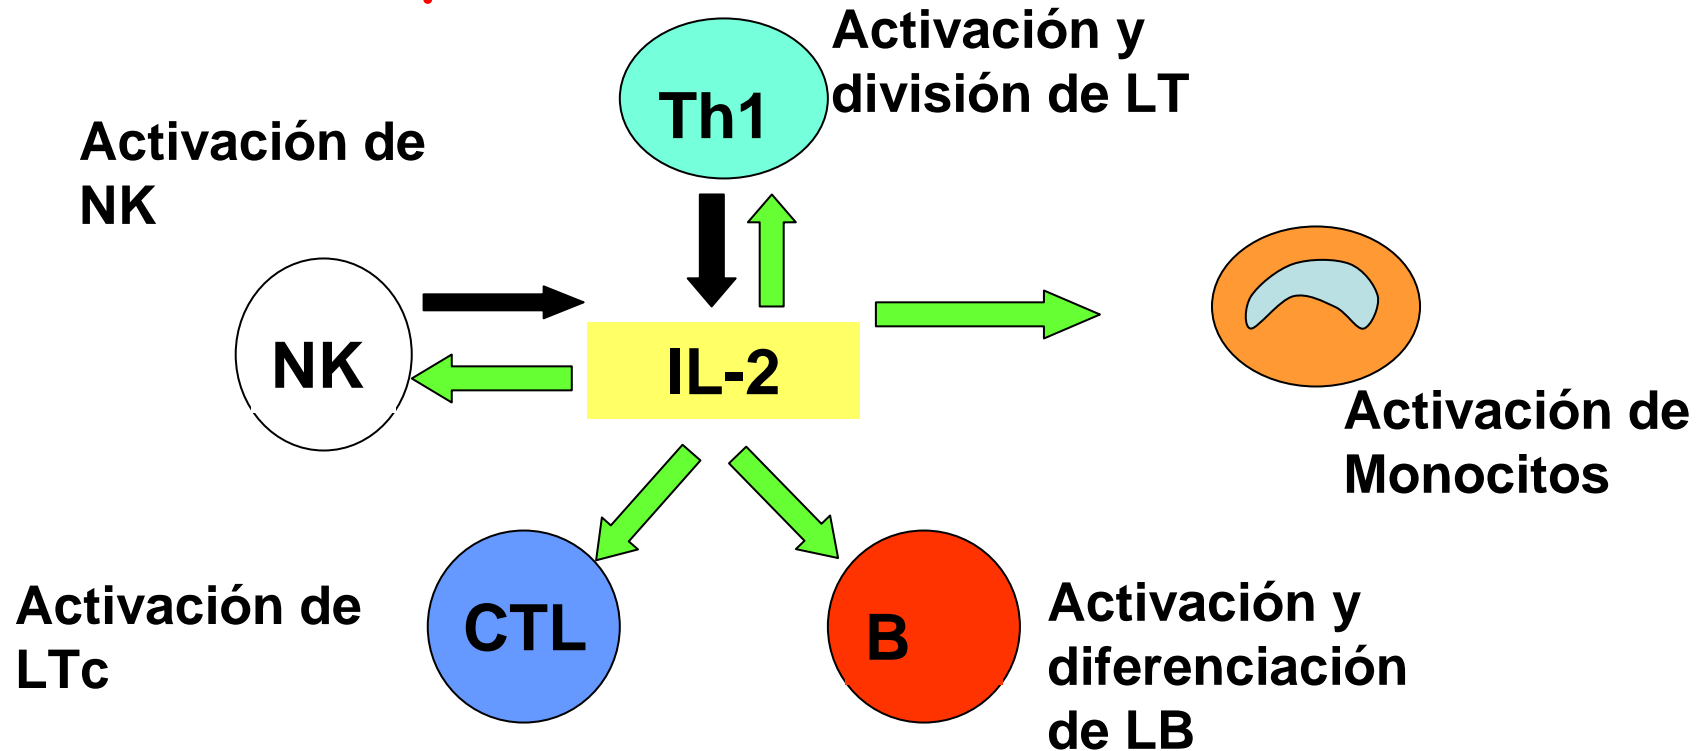 Activación y
división de LT
Th1
Activación de
NK
NK
IL-2
Activación de
Monocitos
Activación de
LTc
CTL
B
Activación y
diferenciación
de LB